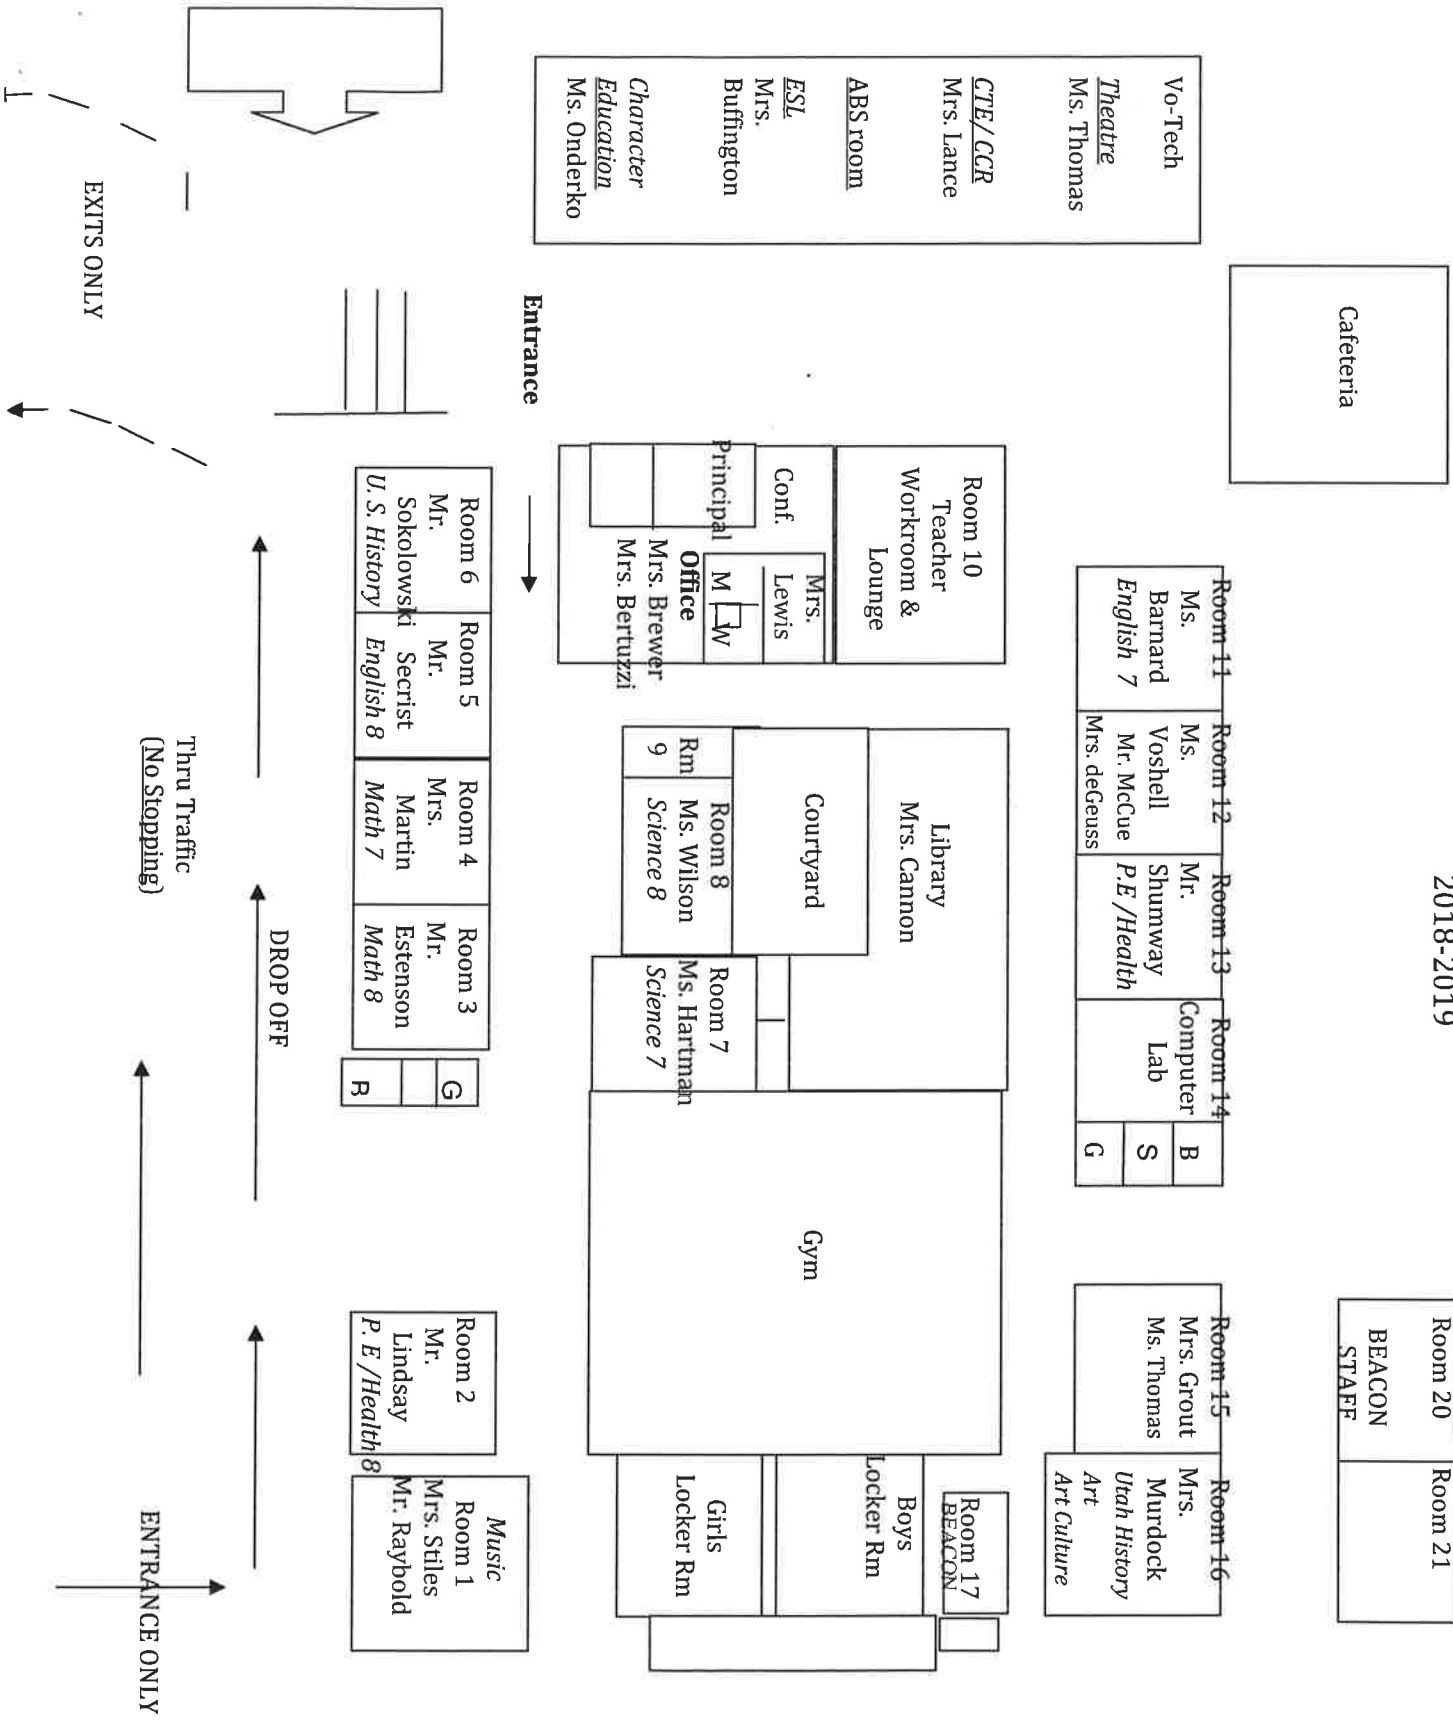 2018-2019
Room 20
BEACON
STAFF
Room 21
Cafeteria
Room 11
Ms.
Barnard
English 7
Room 12
Ms.
Voshell
Mr. McCue
Mrs. deGeuss
Room 13
Mr.
Shumway
P.E /Health
Room 14
Computer
Lab
B
S
G
Room 15
Mrs. Grout
Ms. Thomas
Room 16
Mrs.
Murdock
Utah History
Art
Art Culture
Vo-Tech
Theatre
Ms. Thomas
CTE/ CCR
Mrs. Lance
ABS room
ESL
Mrs.
Buffington
Character
Education
Ms. Onderko
Room 10
Teacher
Workroom &
Lounge
Conf.
Mrs.
Lewis
Principal
M W
Office
Mrs. Brewer
Mrs. Bertuzzi
Library
Mrs. Cannon
Courtyard
Rm
9
Room 8
Ms. Wilson
Science 8
Room 7
Ms. Hartman
Science 7
Gym
Room 17
BEACON
Boys
Locker Rm
Girls
Locker Rm
Entrance
Room 6
Mr.
Sokolowski
U. S. History
Room 5
Mr.
Secrist
English 8
Room 4
Mrs.
Martin
Math 7
Room 3
Mr.
Estenson
Math 8
G
B
Room 2
Mr.
Lindsay
P. E /Health 8
Music
Room 1
Mrs. Stiles
Mr. Raybold
DROP OFF
Thru Traffic
(No Stopping)
EXITS ONLY
ENTRANCE ONLY